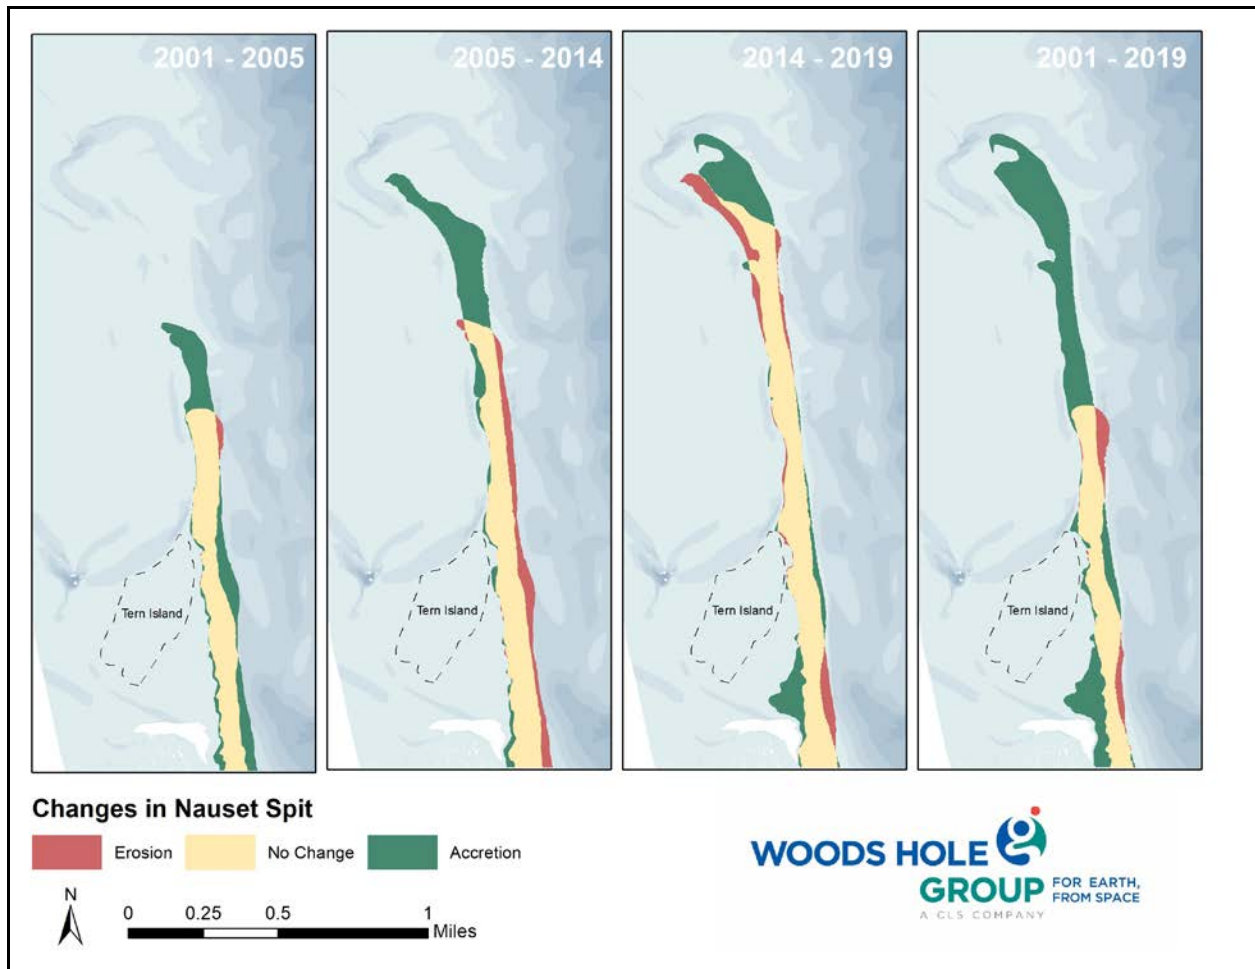 2001 - 2005
2005 - 2014
2014 - 2019
2001 - 2019
Tern Island
Tern Island
Tern Island
Tern Island
Changes in Nauset Spit
Erosion No Change Accretion
N
0 0.25 0.5 1
Miles
WOODS HOLE
GROUP
FOR EARTH,
FROM SPACE
A CLS COMPANY